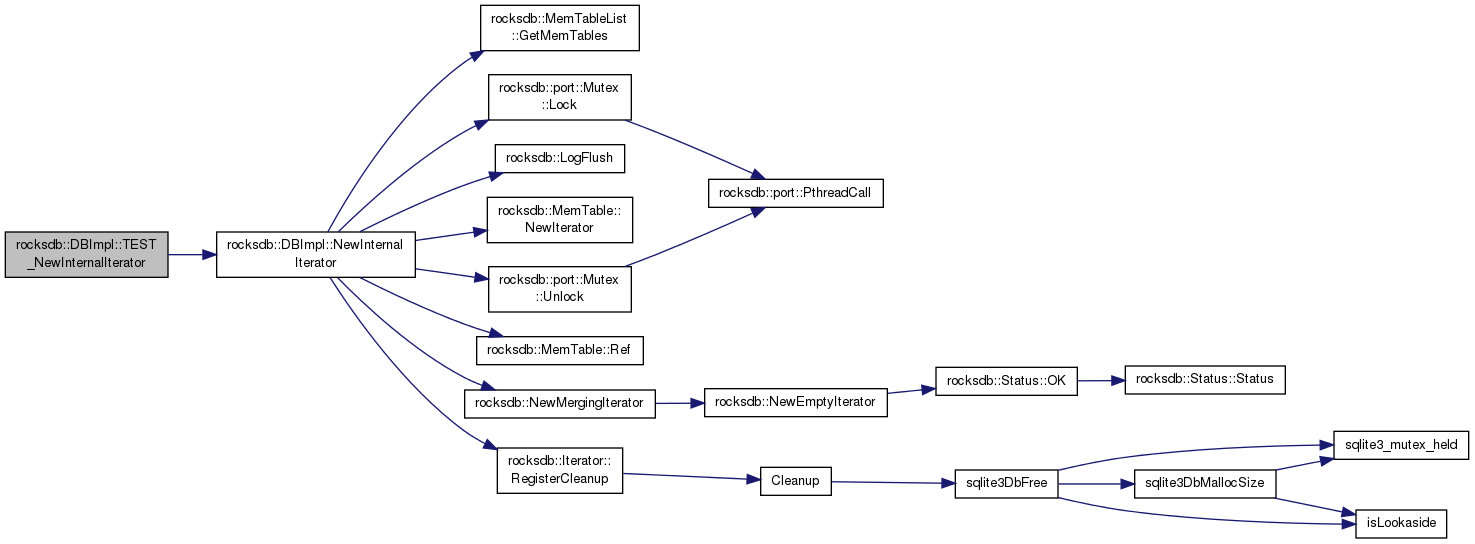 rocksdb::MemTableList
::GetMemTables
rocksdb::port::Mutex
::Lock
rocksdb::LogFlush
rocksdb::port::PthreadCall
rocksdb::MemTable::
NewIterator
rocksdb::DBImpl::TEST
_NewInternalIterator
rocksdb::DBImpl::NewInternal
Iterator
rocksdb::port::Mutex
::Unlock
rocksdb::MemTable::Ref
rocksdb::NewMergingIterator
rocksdb::NewEmptyIterator
rocksdb::Status::OK
rocksdb::Status::Status
rocksdb::Iterator::
RegisterCleanup
Cleanup
sqlite3DbFree
sqlite3DbMallocSize
sqlite3_mutex_held
isLookaside